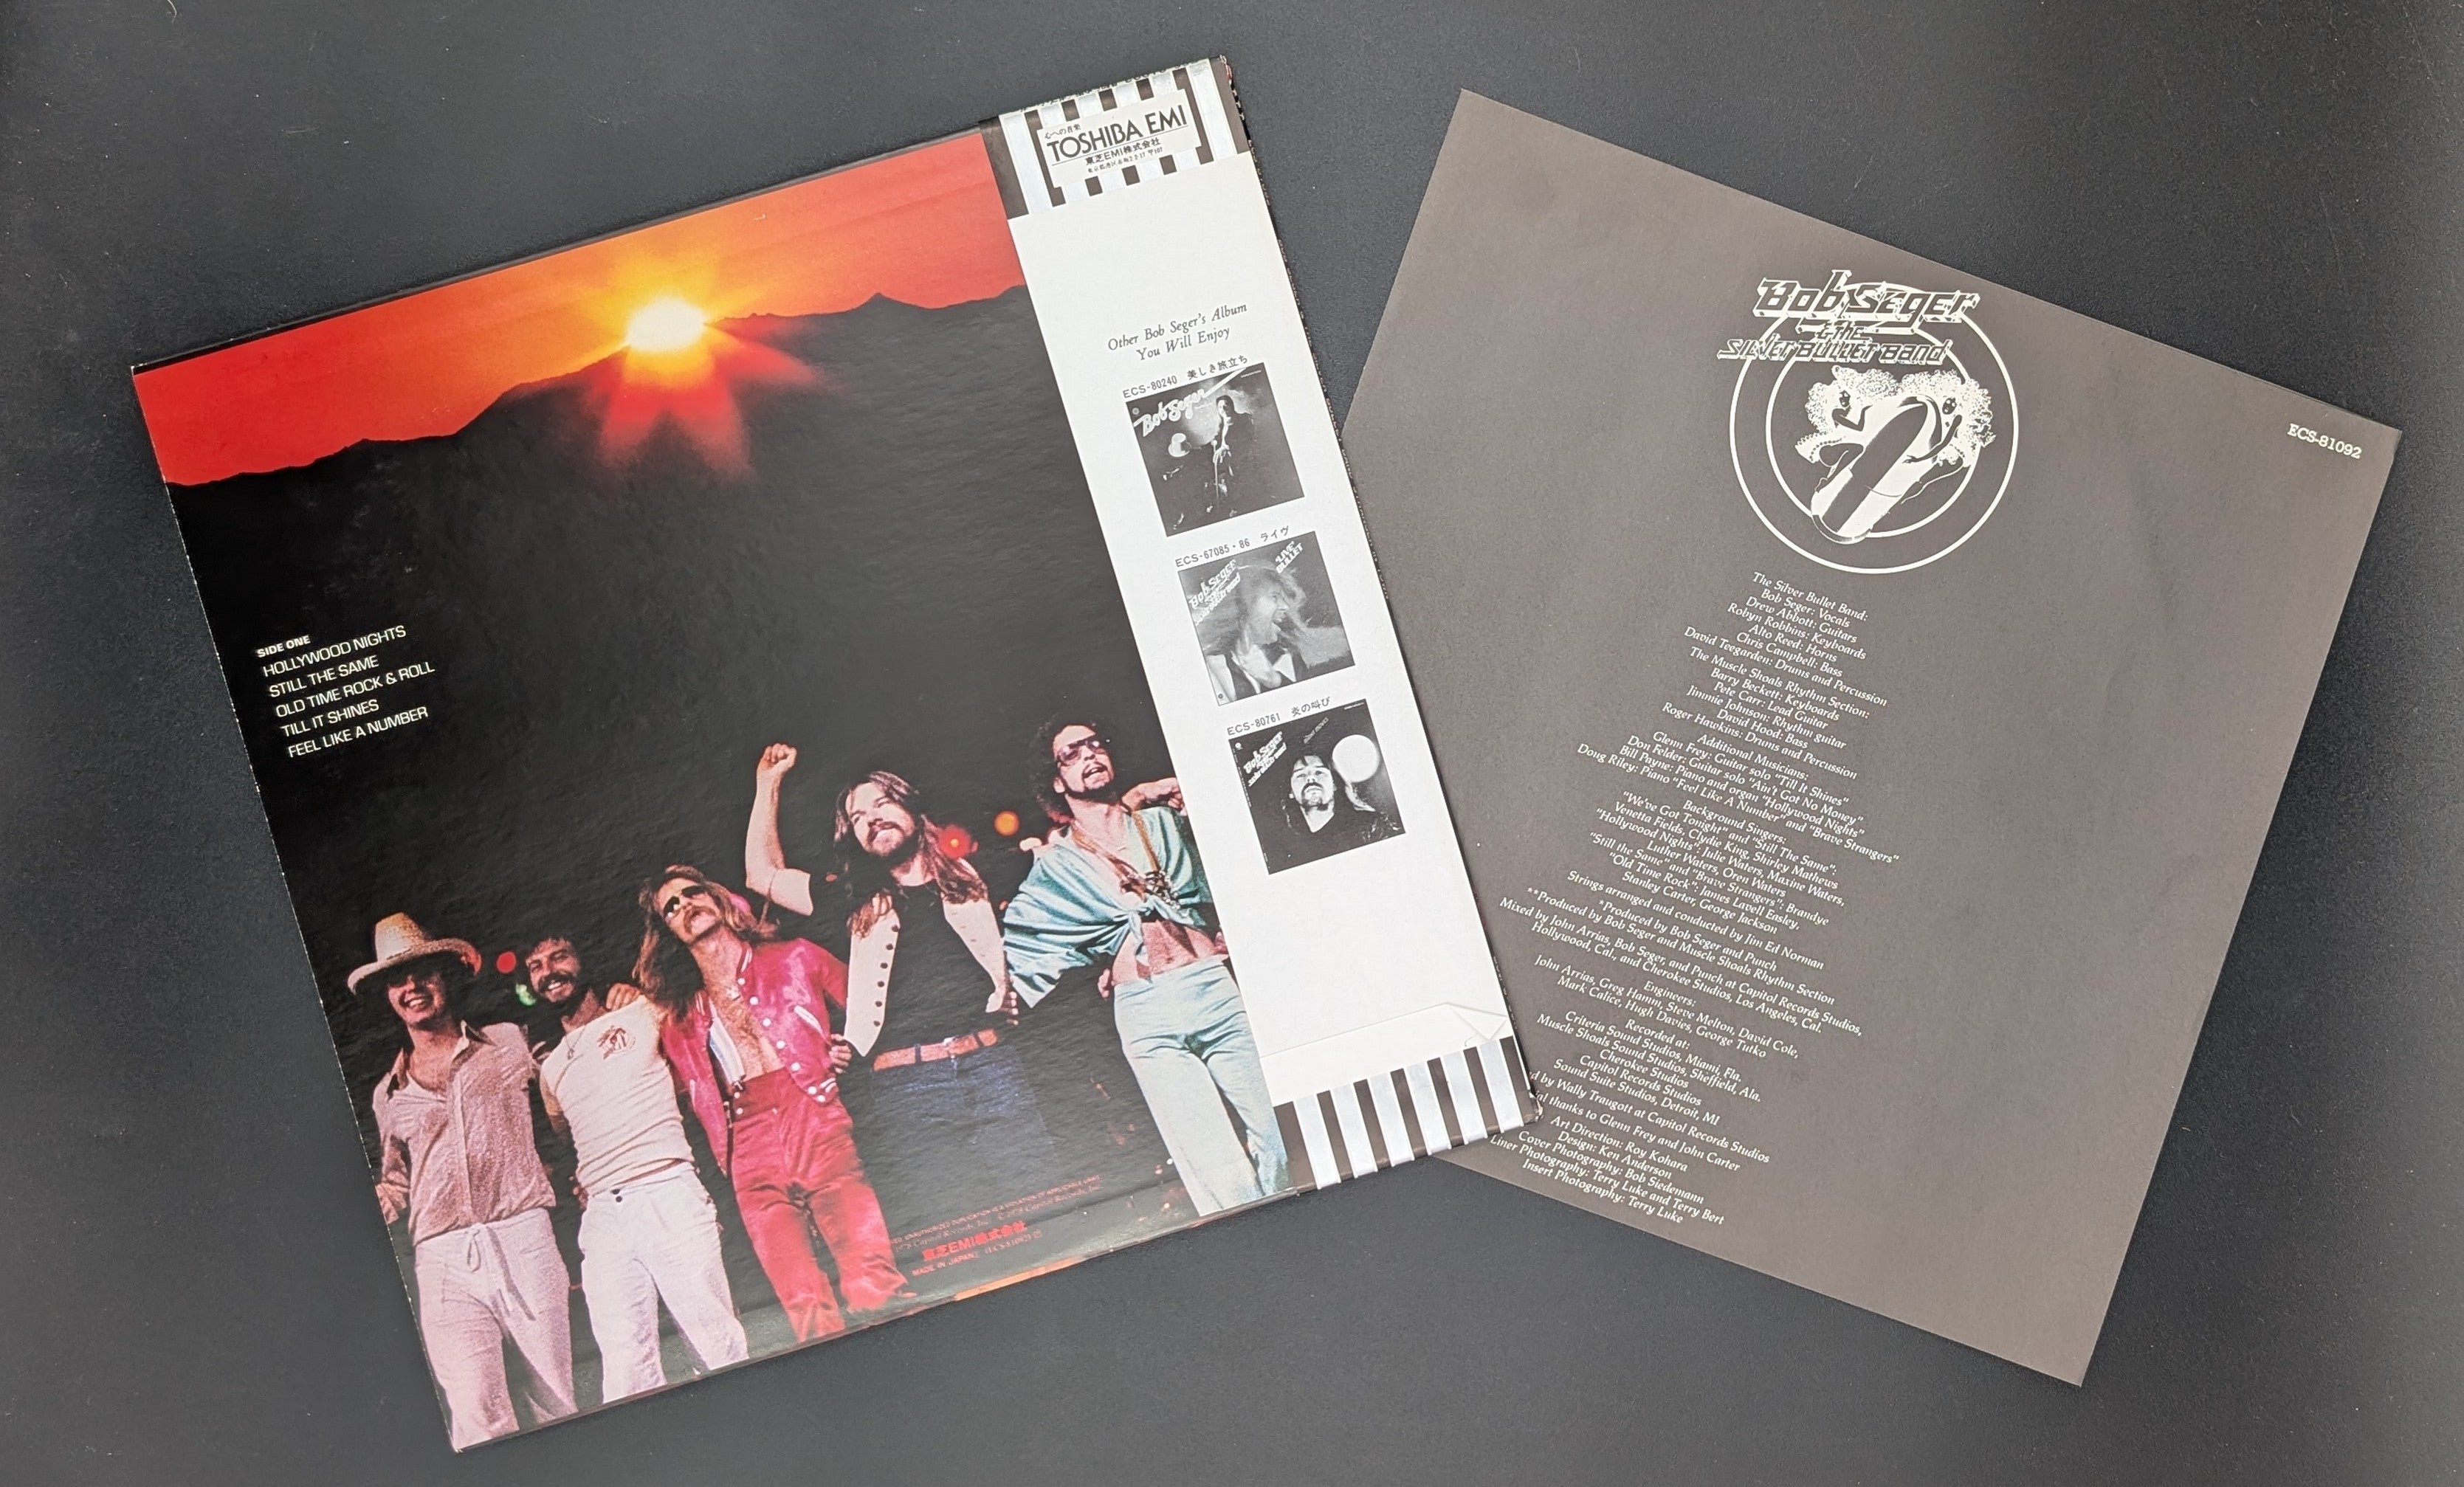 心への音楽
TOSHIBA EMI
東芝EMI株式会社
Other Bob Seger's Album
You Will Enjoy
ECS-80240 美しき旅立ち
Bob Seger
ECS-67085・86 ライヴ
Bob Seger
'LIVE'
BULLET
ECS-80761 炎の叫び
Bob Seger
SIDE ONE
HOLLYWOOD NIGHTS
STILL THE SAME
OLD TIME ROCK & ROLL
TILL IT SHINES
FEEL LIKE A NUMBER
東芝EMI株式会社
MADE IN JAPAN
Bob Seger
& the
SILVER BULLET BAND
ECS-81092
The Silver Bullet Band:
Bob Seger: Vocals
Drew Abbott: Guitars
Robyn Robbins: Keyboards
Alto Reed: Horns
Chris Campbell: Bass
David Teegarden: Drums and Percussion
The Muscle Shoals Rhythm Section:
Barry Beckett: Keyboards
Pete Carr: Lead Guitar
Jimmie Johnson: Rhythm guitar
David Hood: Bass
Roger Hawkins: Drums and Percussion
Additional Musicians:
Glenn Frey: Guitar solo "Till It Shines"
Don Felder: Guitar solo "Ain't Got No Money"
Bill Payne: Piano and organ "Hollywood Nights"
Doug Riley: Piano "Feel Like A Number" and "Brave Strangers"
Background Singers:
"We've Got Tonight" and "Still The Same":
Venetta Fields, Clydie King, Shirley Mathews
"Hollywood Nights": Julie Waters, Maxine Waters,
Luther Waters, Oren Waters
"Still the Same" and "Brave Strangers": Brandye
"Old Time Rock": James Lavell Easley,
Stanley Carter, George Jackson
Strings arranged and conducted by Jim Ed Norman
*Produced by Bob Seger and Punch
**Produced by Bob Seger and Muscle Shoals Rhythm Section
Mixed by John Arrias, Bob Seger, and Punch at Capitol Records Studios,
Hollywood, Cal., and Cherokee Studios, Los Angeles, Cal.
Engineers:
John Arrias, Greg Hamm, Steve Melton, David Cole,
Mark Calice, Hugh Davies, George Tutko
Recorded at:
Criteria Sound Studios, Miami, Fla.
Muscle Shoals Sound Studios, Sheffield, Ala.
Cherokee Studios
Capitol Records Studios
Sound Suite Studios, Detroit, MI
d by Wally Traugott at Capitol Records Studios
al thanks to Glenn Frey and John Carter
Art Direction: Roy Kohara
Design: Ken Anderson
Cover Photography: Bob Siedemann
Liner Photography: Terry Luke and Terry Bert
Insert Photography: Terry Luke